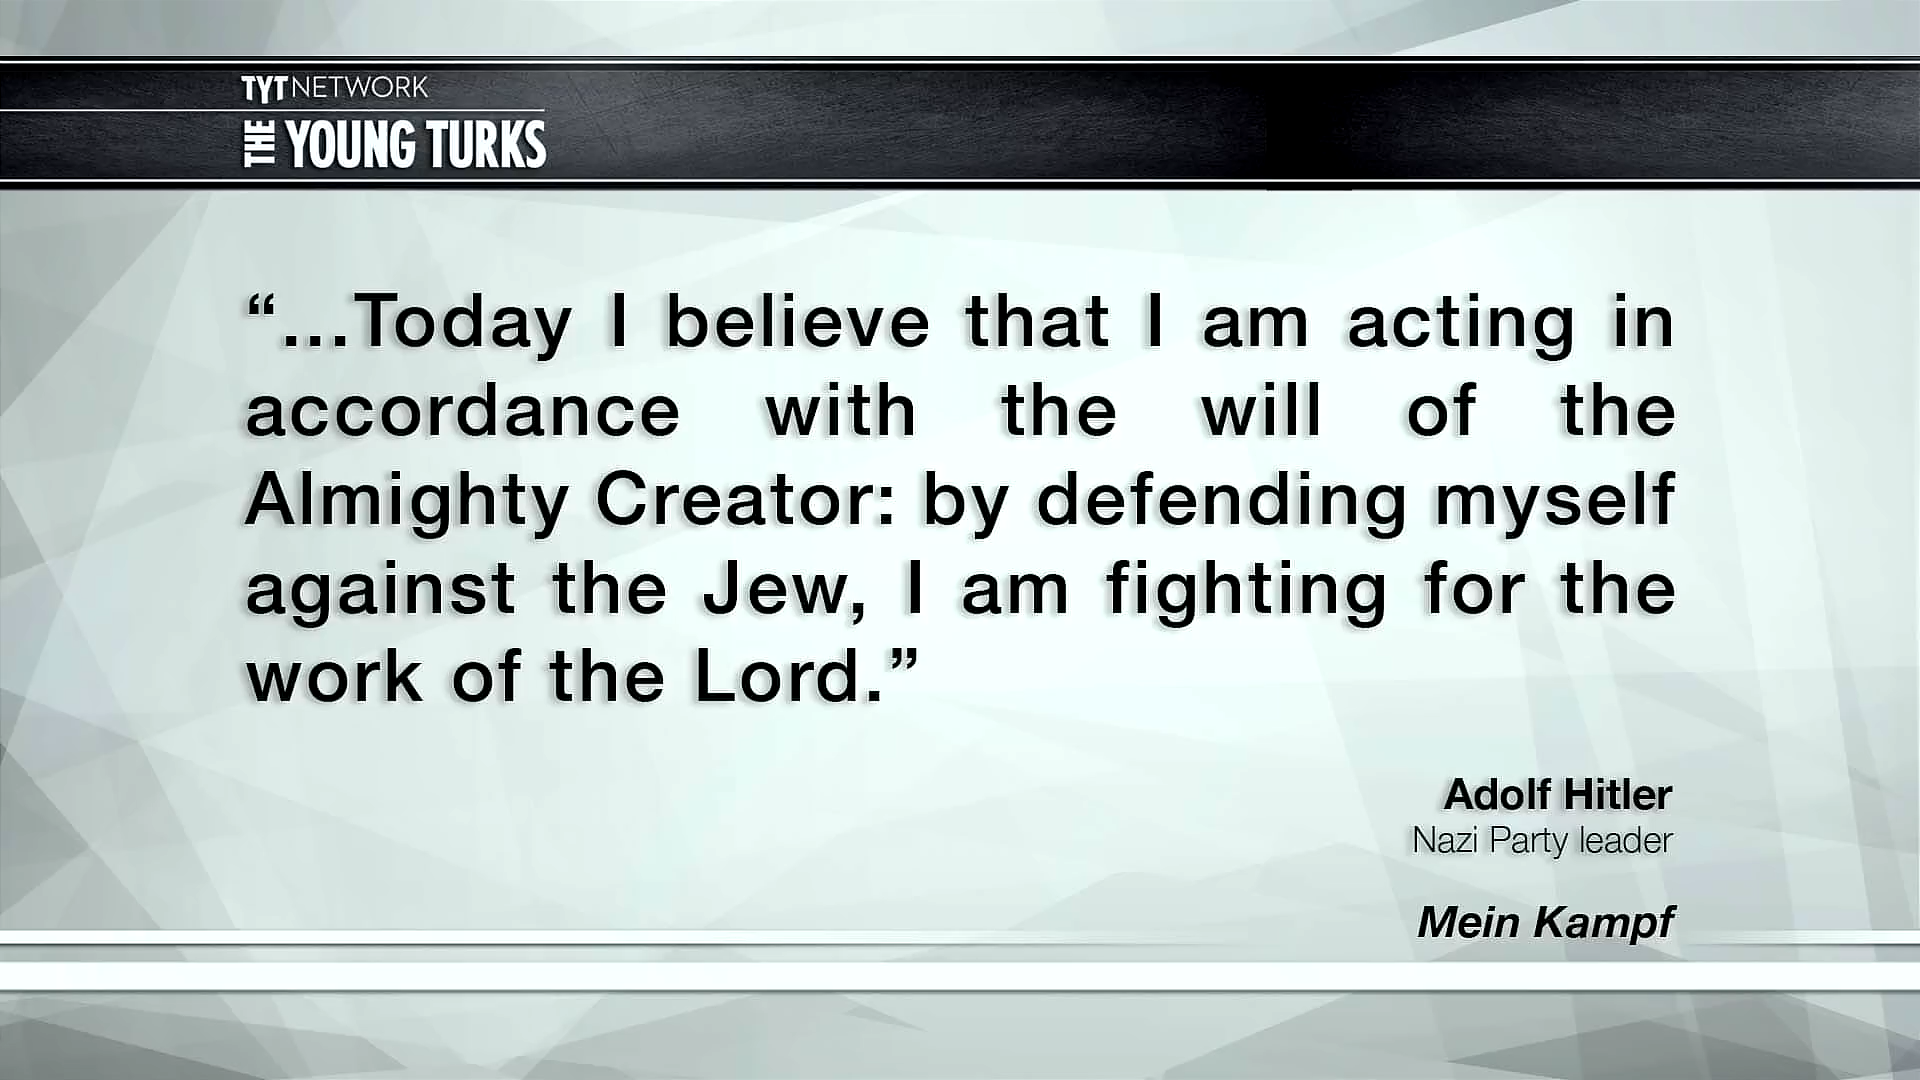 TYTNETWORK
THE YOUNG TURKS
“...Today I believe that I am acting in
accordance with the will of the
Almighty Creator: by defending myself
against the Jew, I am fighting for the
work of the Lord.”
Adolf Hitler
Nazi Party leader
Mein Kampf